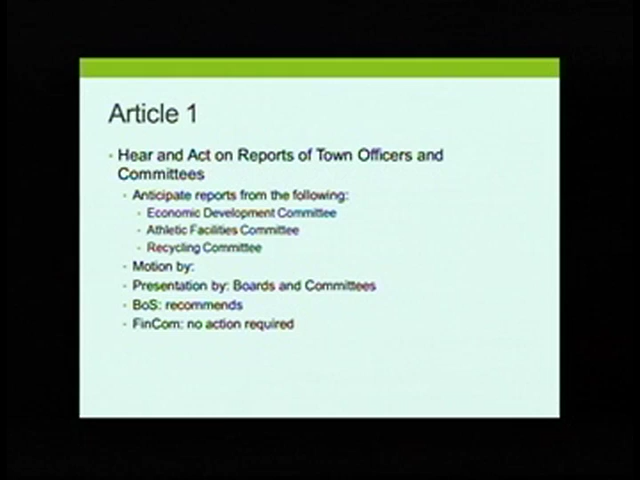 Article 1
Hear and Act on Reports of Town Officers and
Committees
Anticipate reports from the following:
Economic Development Committee
Athletic Facilities Committee
Recycling Committee
Motion by:
Presentation by: Boards and Committees
BoS: recommends
FinCom: no action required